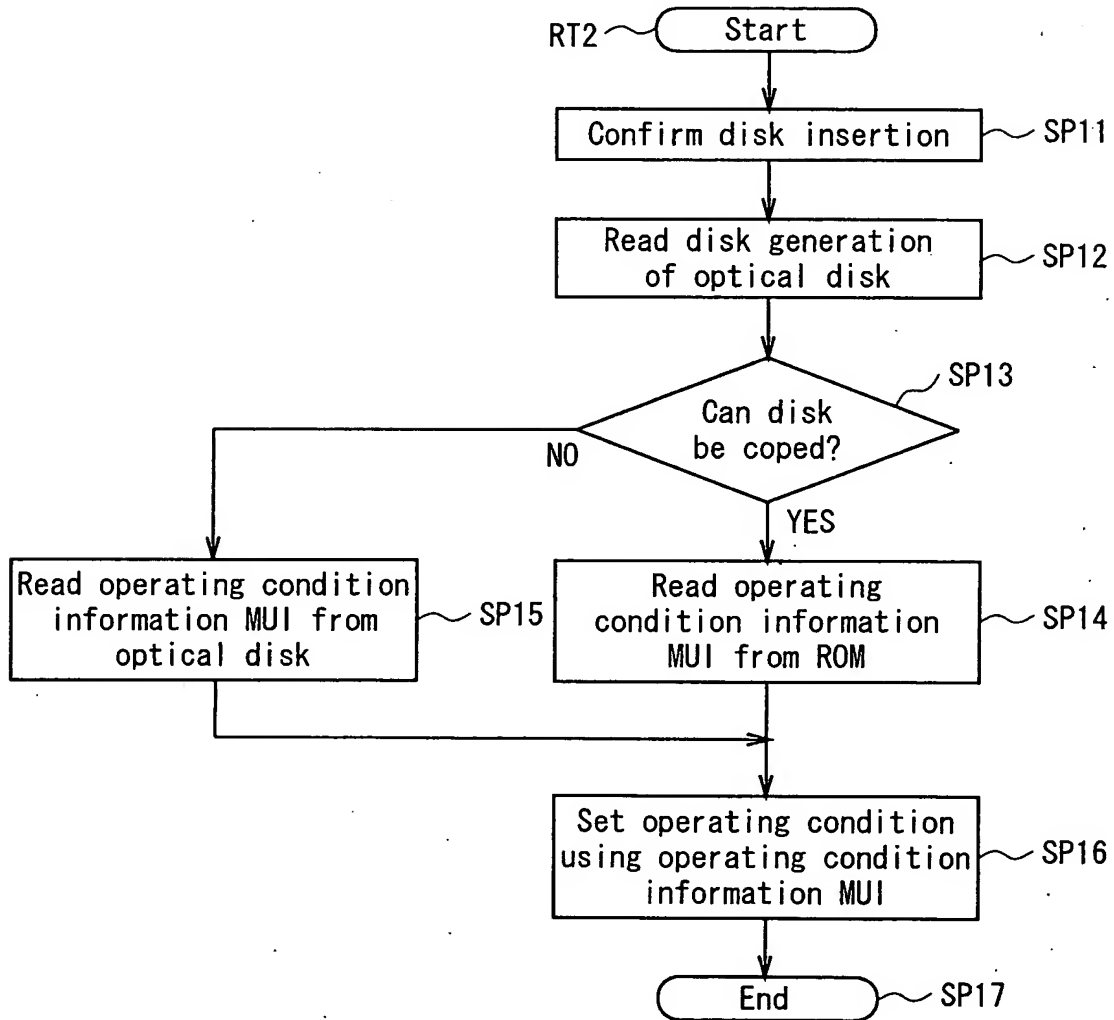 RT2
Start
Confirm disk insertion
SP11
Read disk generation
of optical disk
SP12
SP13
Can disk
be coped?
NO
YES
Read operating condition
information MUI from
optical disk
SP15
Read operating
condition information
MUI from ROM
SP14
Set operating condition
using operating condition
information MUI
SP16
End
SP17